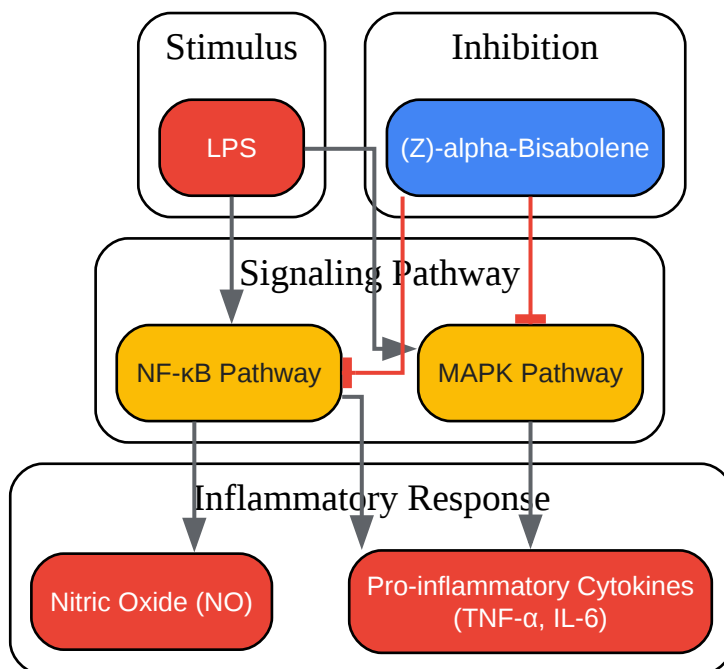 Stimulus
Inhibition
LPS
(Z)-alpha-Bisabolene
Signaling Pathway
NF-κB Pathway
MAPK Pathway
Inflammatory Response
Nitric Oxide (NO)
Pro-inflammatory Cytokines
(TNF-α, IL-6)